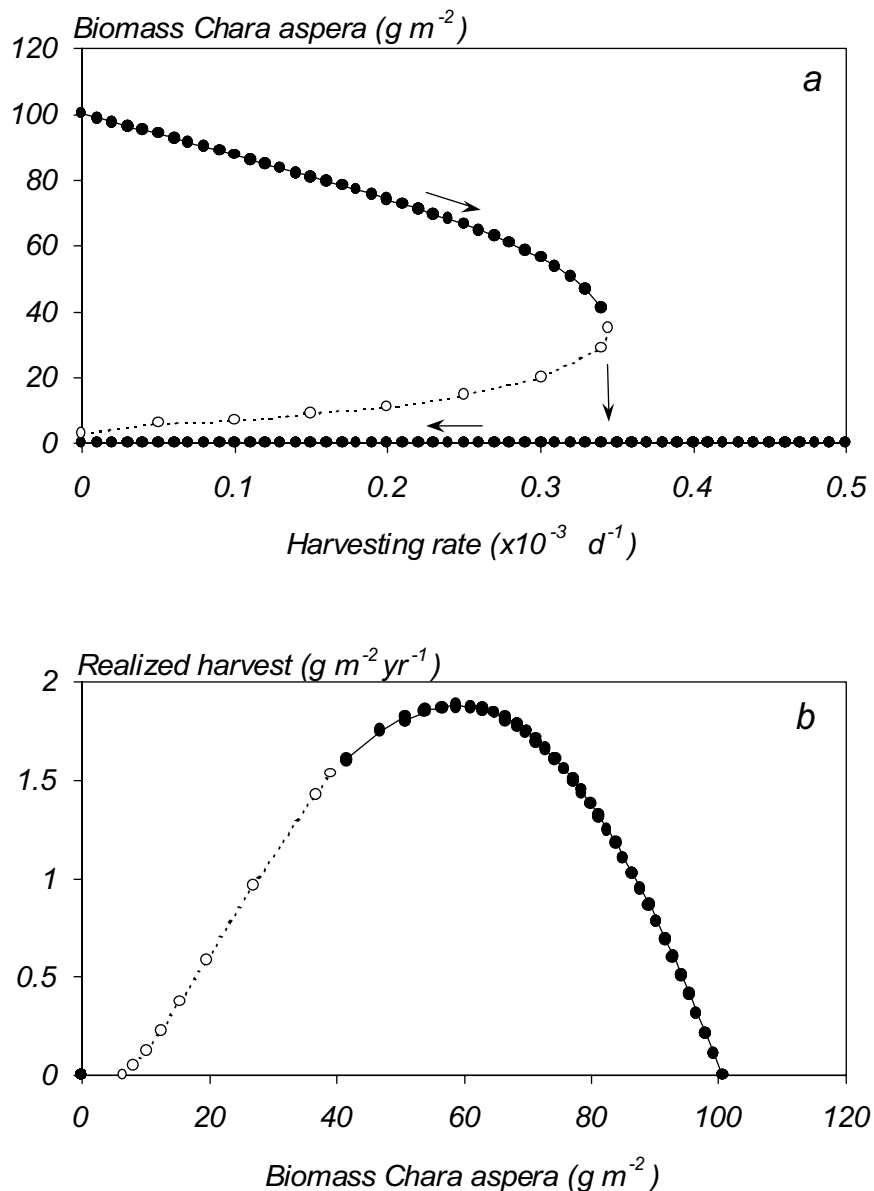 Biomass Chara aspera (g m-2)
120
a
100
80
60
40
20
0
0 0.1 0.2 0.3 0.4 0.5
Harvesting rate (x10-3 d-1)
Realized harvest (g m-2 yr-1)
2
b
1.5
1
0.5
0
0 20 40 60 80 100 120
Biomass Chara aspera (g m-2)